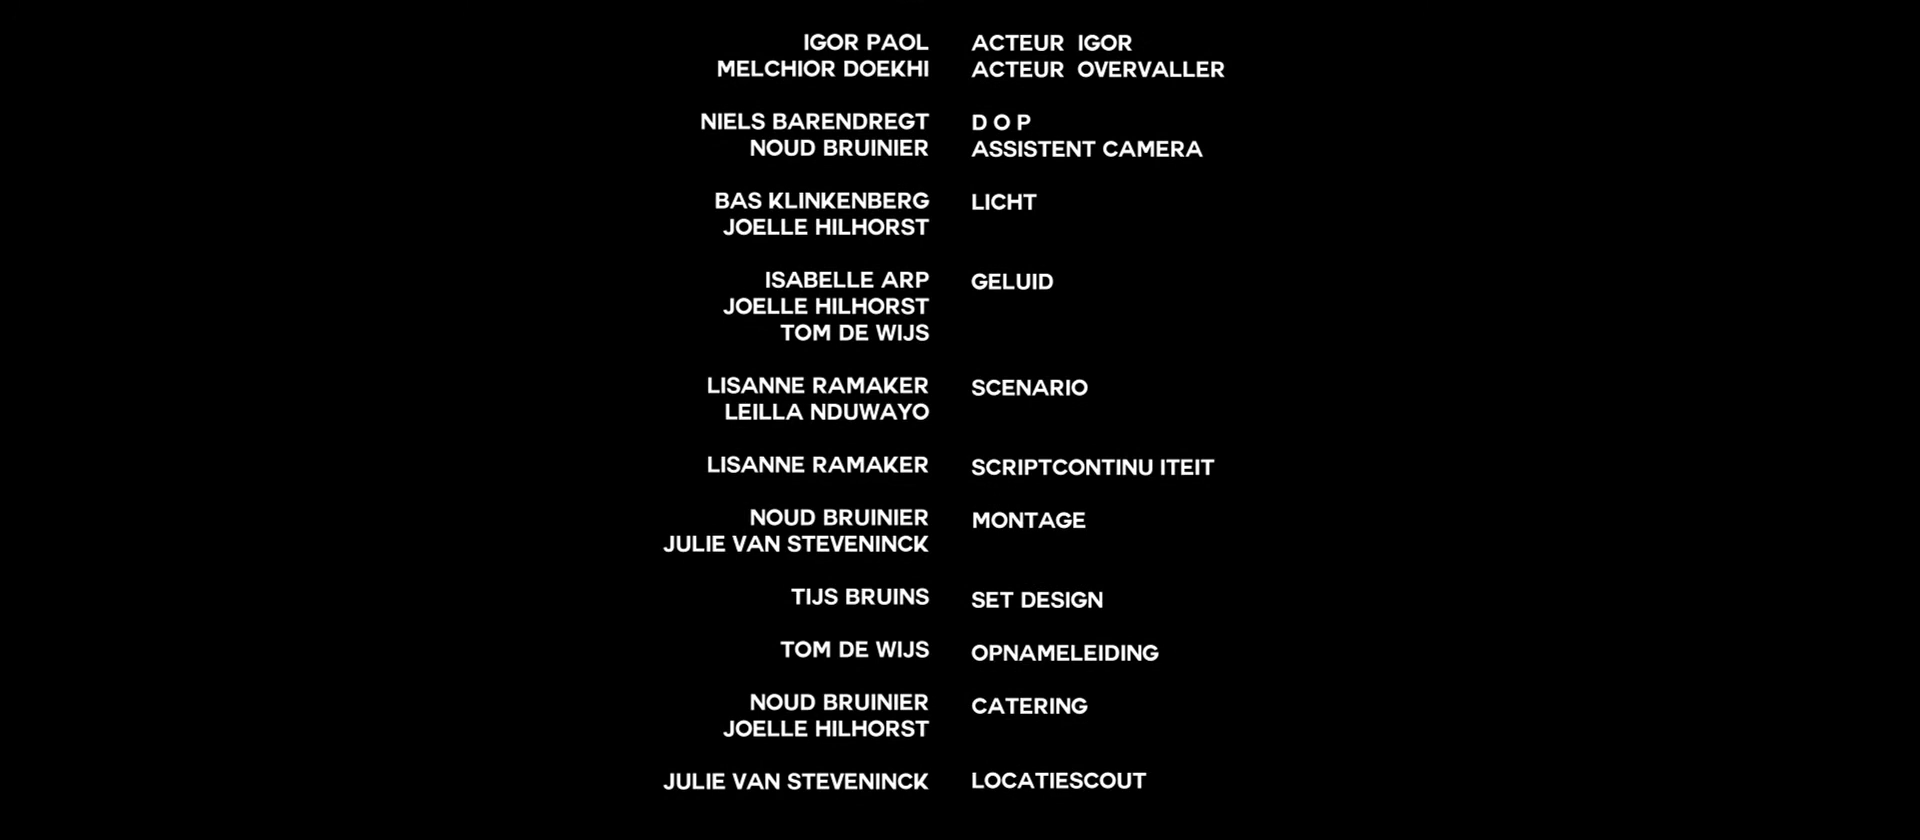 IGOR PAOL ACTEUR IGOR
MELCHIOR DOEKHI ACTEUR OVERVALLER
NIELS BARENDREGT D O P
NOUD BRUINIER ASSISTENT CAMERA
BAS KLINKENBERG LICHT
JOELLE HILHORST
ISABELLE ARP GELUID
JOELLE HILHORST
TOM DE WIJS
LISANNE RAMAKER SCENARIO
LEILLA NDUWAYO
LISANNE RAMAKER SCRIPTCONTINU ITEIT
NOUD BRUINIER MONTAGE
JULIE VAN STEVENINCK
TIJS BRUINS SET DESIGN
TOM DE WIJS OPNAMELEIDING
NOUD BRUINIER CATERING
JOELLE HILHORST
JULIE VAN STEVENINCK LOCATIESCOUT